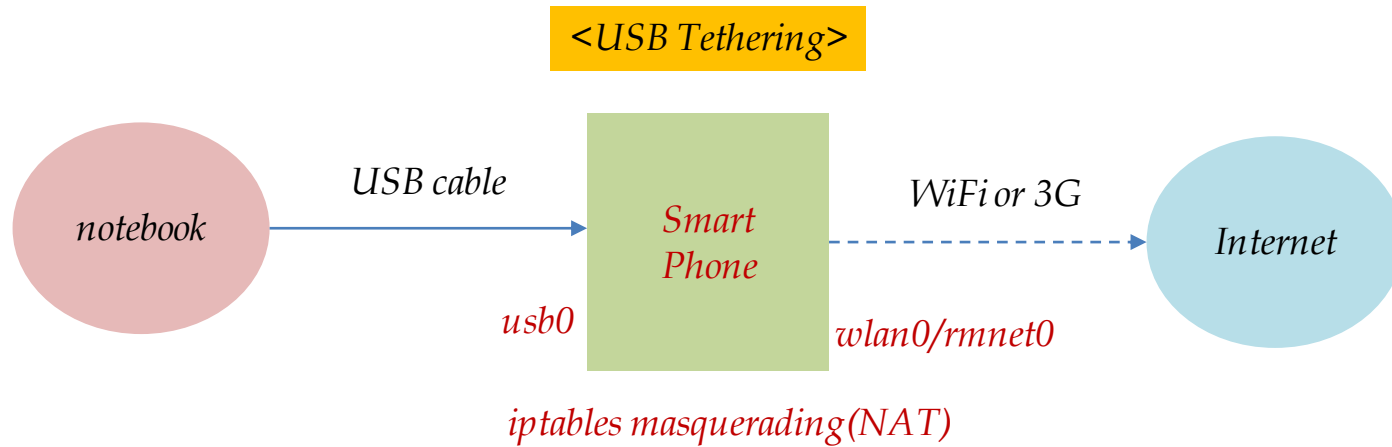 <USB Tethering>
USB cable
WiFi or 3G
notebook
Smart
Phone
Internet
usb0
wlan0/rmnet0
iptables masquerading(NAT)